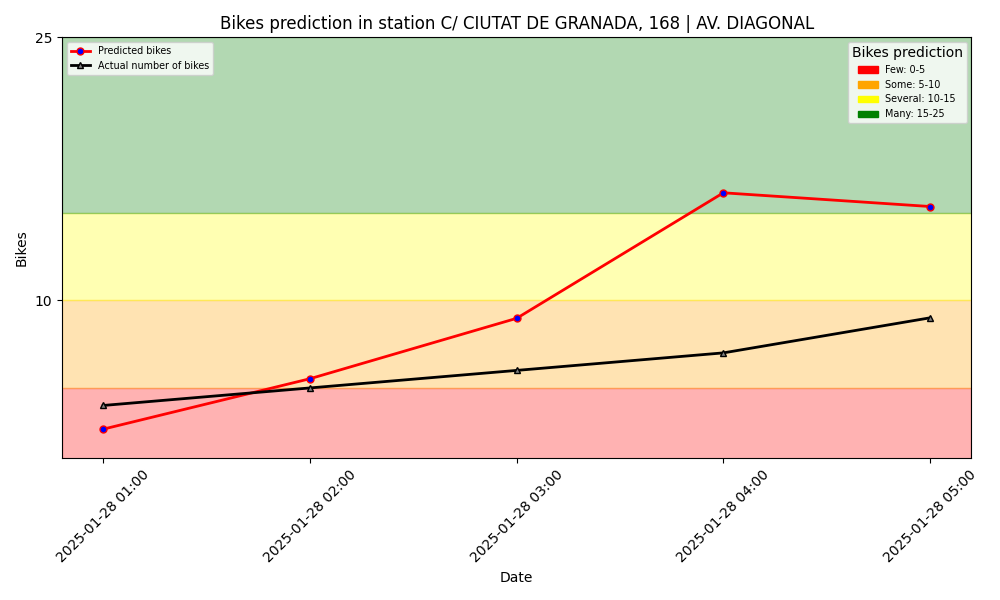 Bikes prediction in station C/ CIUTAT DE GRANADA, 168 | AV. DIAGONAL
25
10
Bikes
Predicted bikes
Actual number of bikes
Bikes prediction
Few: 0-5
Some: 5-10
Several: 10-15
Many: 15-25
2025-01-28 01:00
2025-01-28 02:00
2025-01-28 03:00
2025-01-28 04:00
2025-01-28 05:00
Date